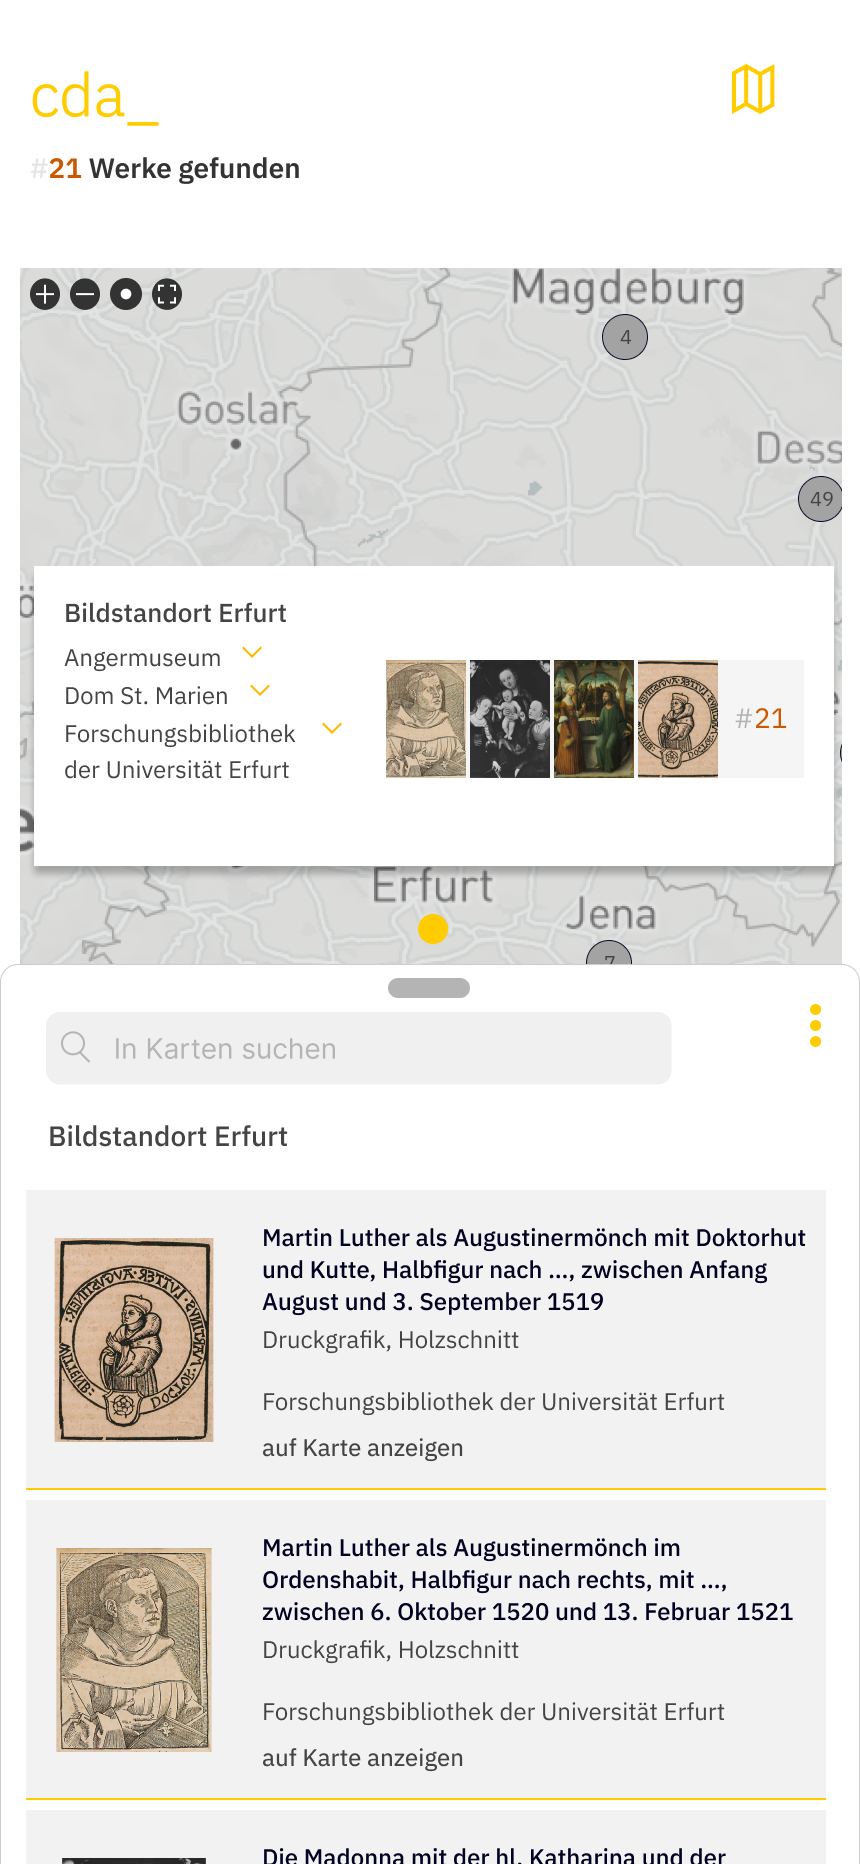 cda_
#21 Werke gefunden
Magdeburg
4
Goslar
Dess
49
Bildstandort Erfurt
Angermuseum
Dom St. Marien
Forschungsbibliothek
der Universität Erfurt
#21
Erfurt
Jena
7
In Karten suchen
Bildstandort Erfurt
Martin Luther als Augustinermönch mit Doktorhut
und Kutte, Halbfigur nach ..., zwischen Anfang
August und 3. September 1519
Druckgrafik, Holzschnitt
Forschungsbibliothek der Universität Erfurt
auf Karte anzeigen
Martin Luther als Augustinermönch im
Ordenshabit, Halbfigur nach rechts, mit ...,
zwischen 6. Oktober 1520 und 13. Februar 1521
Druckgrafik, Holzschnitt
Forschungsbibliothek der Universität Erfurt
auf Karte anzeigen
Die Madonna mit der hl. Katharina und der